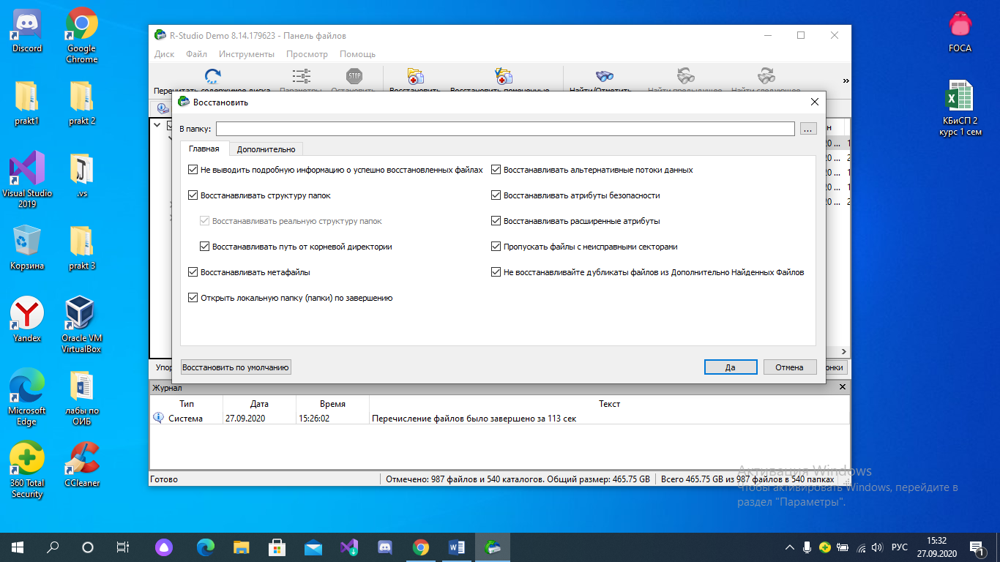 Discord
Google Chrome
prakt1
prakt 2
Visual Studio 2019
.vs
Корзина
prakt 3
Yandex
Oracle VM VirtualBox
Microsoft Edge
лабы по ОИБ
360 Total Security
CCleaner
FOCA
КБиСП 2 курс 1 сем
R-Studio Demo 8.14.179623 - Панель файлов
Диск Файл Инструменты Просмотр Помощь
STOP
Перечитать содержимое диска Параметры Остановить Восстановить Восстановить помеченные Найти/Отметить Найти предыдущее Найти следующее
»
Восстановить
В папку:
...
Главная Дополнительно
Не выводить подробную информацию о успешно восстановленных файлах
Восстанавливать альтернативные потоки данных
Восстанавливать структуру папок
Восстанавливать атрибуты безопасности
Восстанавливать реальную структуру папок
Восстанавливать расширенные атрибуты
Восстанавливать путь от корневой директории
Пропускать файлы с неисправными секторами
Восстанавливать метафайлы
Не восстанавливайте дубликаты файлов из Дополнительно Найденных Файлов
Открыть локальную папку (папки) по завершению
Восстановить по умолчанию Да Отмена
Журнал
Тип Дата Время Текст
Система 27.09.2020 15:26:02 Перечисление файлов было завершено за 113 сек
Готово Отмечено: 987 файлов и 540 каталогов. Общий размер: 465.75 GB Всего 465.75 GB из 987 файлов в 540 папках
Активация Windows
Чтобы активировать Windows, перейдите в
раздел "Параметры".
РУС
15:32
27.09.2020
1